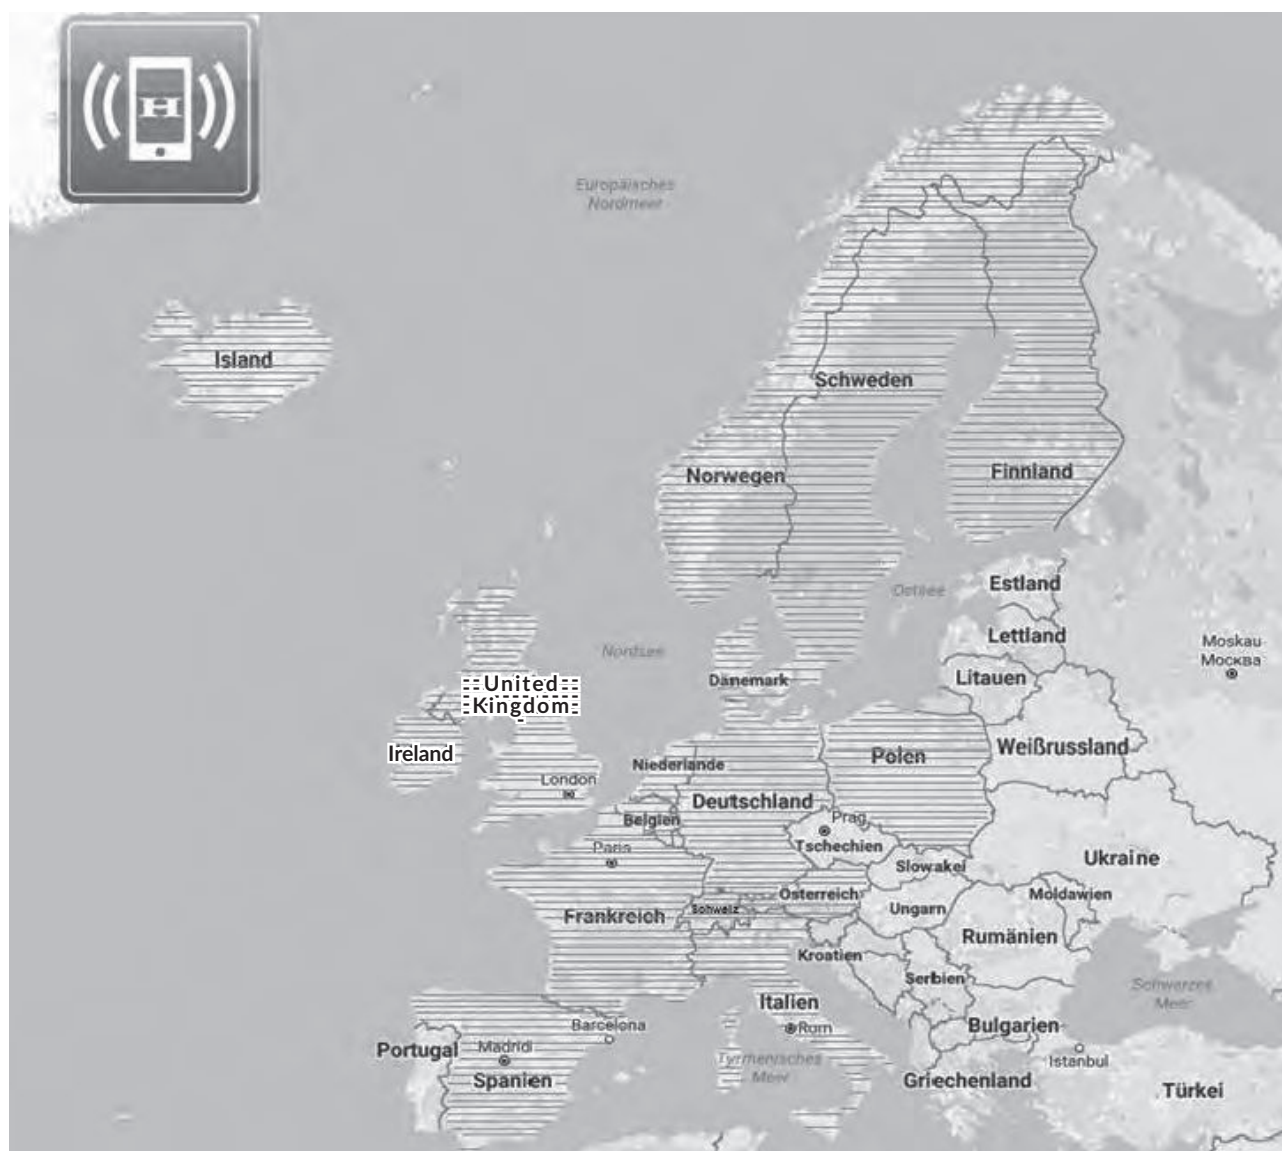 H
Europäisches
Nordmeer
Island
Schweden
Norwegen
Finnland
Estland
Ostsee
Lettland
Nordsee
Moskau
Москва
Litauen
Dänemark
United
Kingdom
Ireland
Weißrussland
Polen
Niederlande
London
Deutschland
Belgien
Prag
Paris
Tschechien
Ukraine
Slowakei
Österreich
Moldawien
Schweiz
Ungarn
Frankreich
Rumänien
Kroatien
Serbien
Schwarzes
Meer
Italien
Barcelona
Rom
Bulgarien
Portugal
Madrid
Tyrrhenisches
Meer
Istanbul
Spanien
Griechenland
Türkei